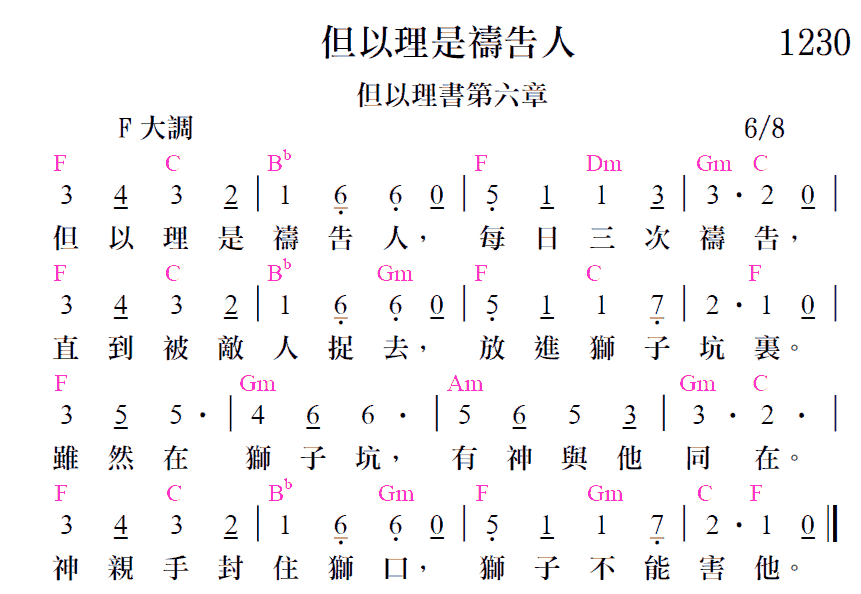 但以理是禱告人 1230
但以理書第六章
F 大調 6/8
F C B♭ F Dm Gm C
3 4 3 2 | 1 6 6 0 | 5 1 1 3 | 3 · 2 0 |
但以理是禱告人，每日三次禱告，
F C B♭ Gm F C F
3 4 3 2 | 1 6 6 0 | 5 1 1 7 | 2 · 1 0 |
直到被敵人捉去，放進獅子坑裏。
F Gm Am Gm C
3 5 5 · | 4 6 6 · | 5 6 5 3 | 3 · 2 · |
雖然在獅子坑，有神與他同在。
F C B♭ Gm F Gm C F
3 4 3 2 | 1 6 6 0 | 5 1 1 7 | 2 · 1 0 ||
神親手封住獅口，獅子不能害他。